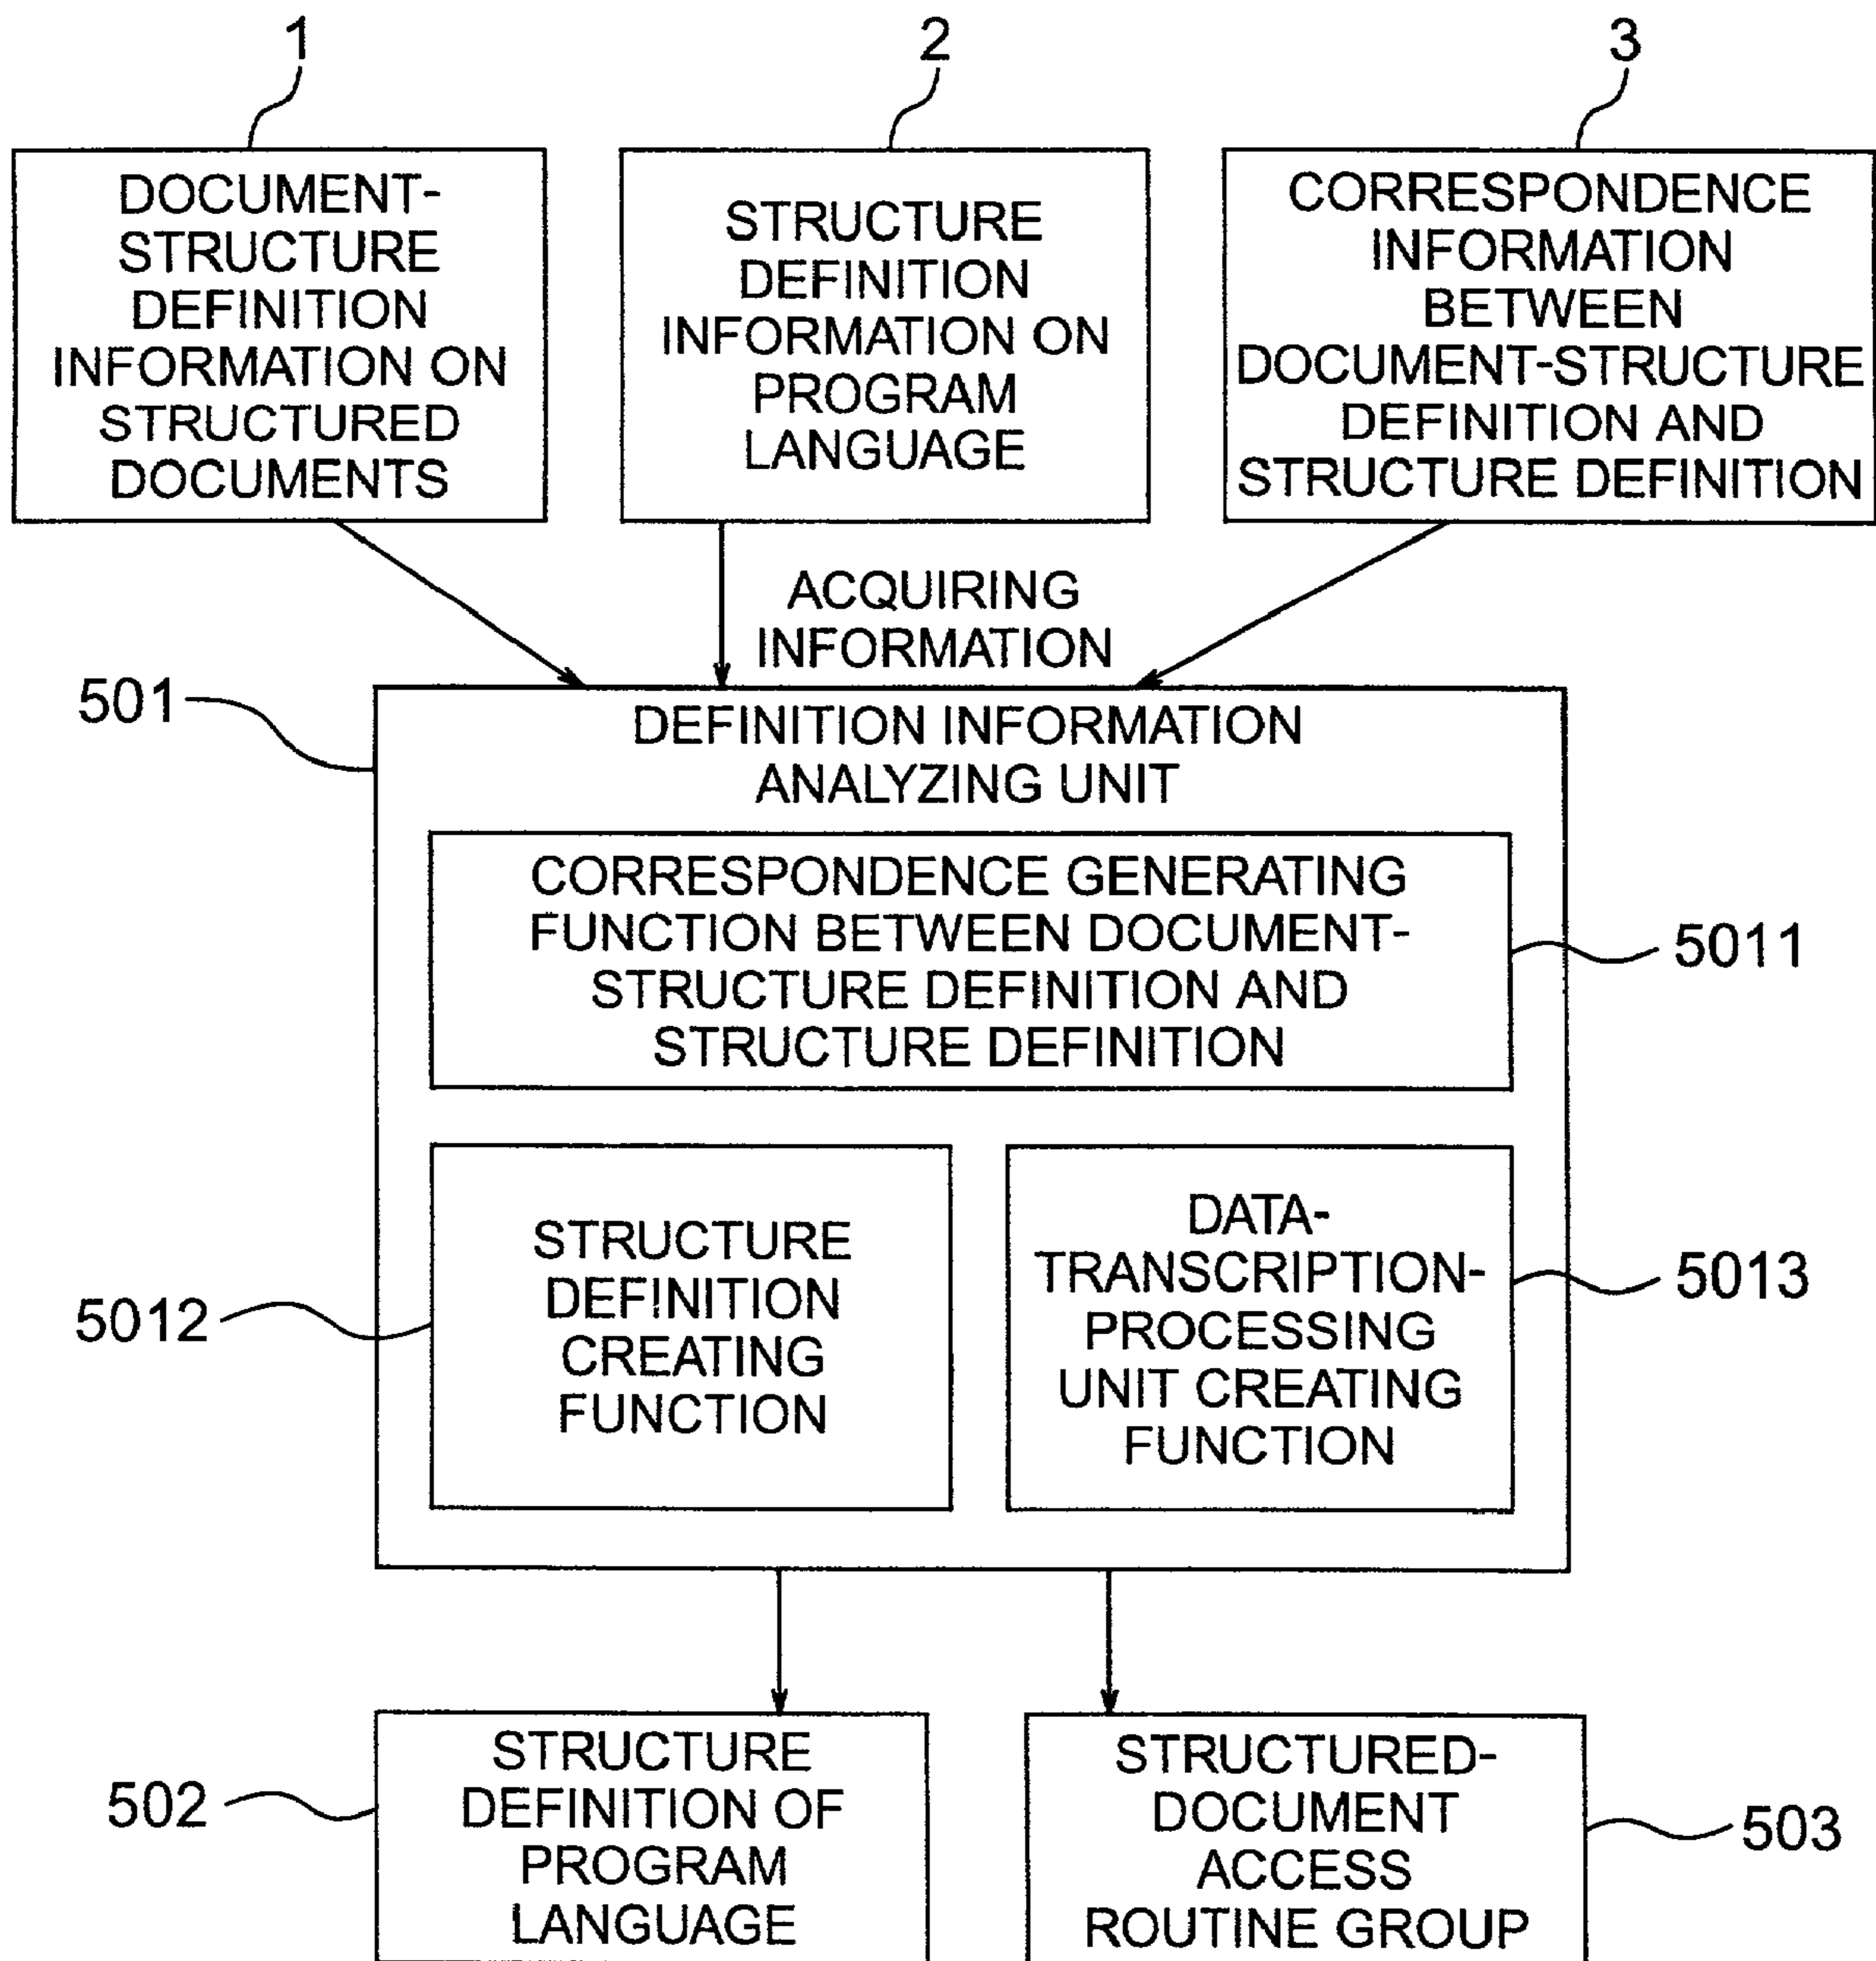 1
2
3
DOCUMENT-
STRUCTURE
DEFINITION
INFORMATION ON
STRUCTURED
DOCUMENTS
STRUCTURE
DEFINITION
INFORMATION ON
PROGRAM
LANGUAGE
CORRESPONDENCE
INFORMATION
BETWEEN
DOCUMENT-STRUCTURE
DEFINITION AND
STRUCTURE DEFINITION
ACQUIRING
INFORMATION
501
DEFINITION INFORMATION
ANALYZING UNIT
CORRESPONDENCE GENERATING
FUNCTION BETWEEN DOCUMENT-
STRUCTURE DEFINITION AND
STRUCTURE DEFINITION
5011
5012
STRUCTURE
DEFINITION
CREATING
FUNCTION
DATA-
TRANSCRIPTION-
PROCESSING
UNIT CREATING
FUNCTION
5013
502
STRUCTURE
DEFINITION OF
PROGRAM
LANGUAGE
STRUCTURED-
DOCUMENT
ACCESS
ROUTINE GROUP
503